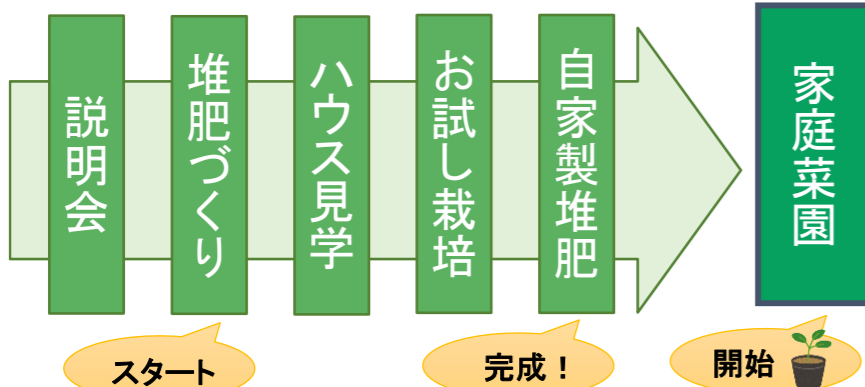 説明会
堆肥づくり
ハウス見学
お試し栽培
自家製堆肥
家庭菜園
スタート
完成！
開始